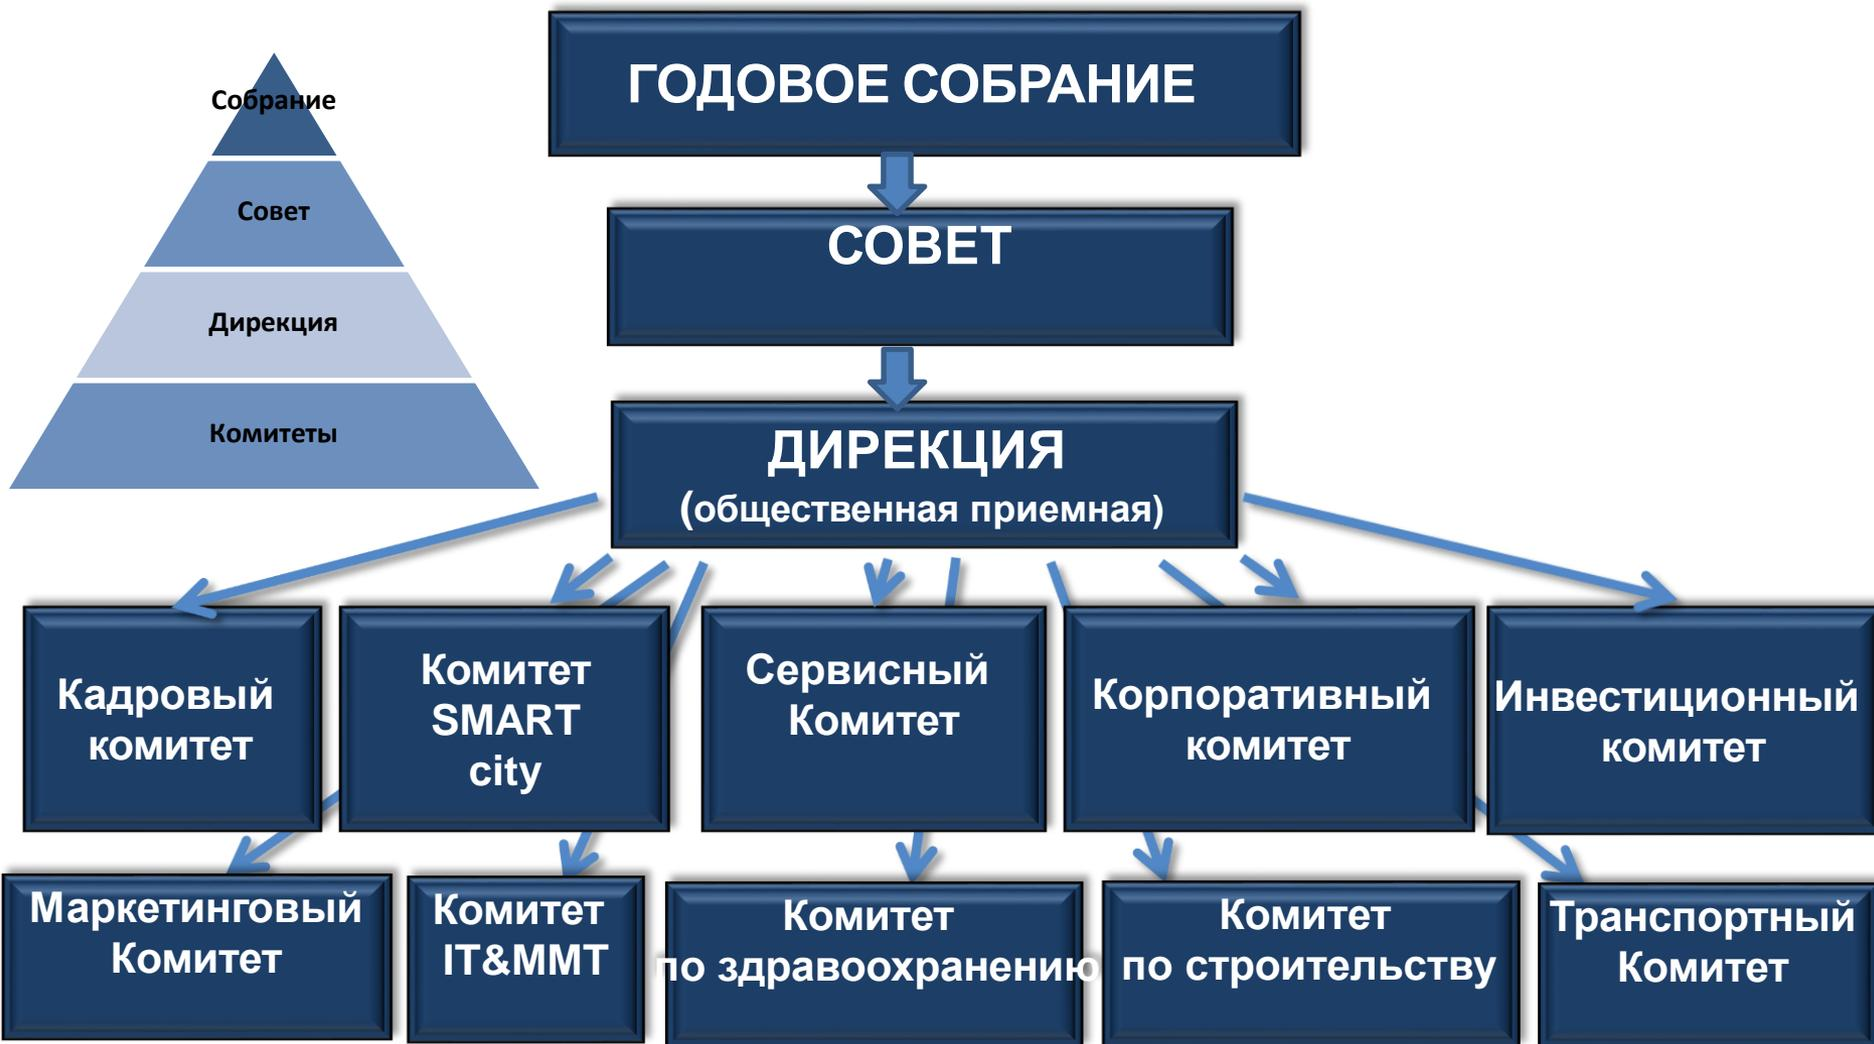 Собрание
Совет
Дирекция
Комитеты
ГОДОВОЕ СОБРАНИЕ
СОВЕТ
ДИРЕКЦИЯ
(общественная приемная)
Кадровый
комитет
Комитет
SMART
city
Сервисный
Комитет
Корпоративный
комитет
Инвестиционный
комитет
Маркетинговый
Комитет
Комитет
IT&MMT
Комитет
по здравоохранению
Комитет
по строительству
Транспортный
Комитет